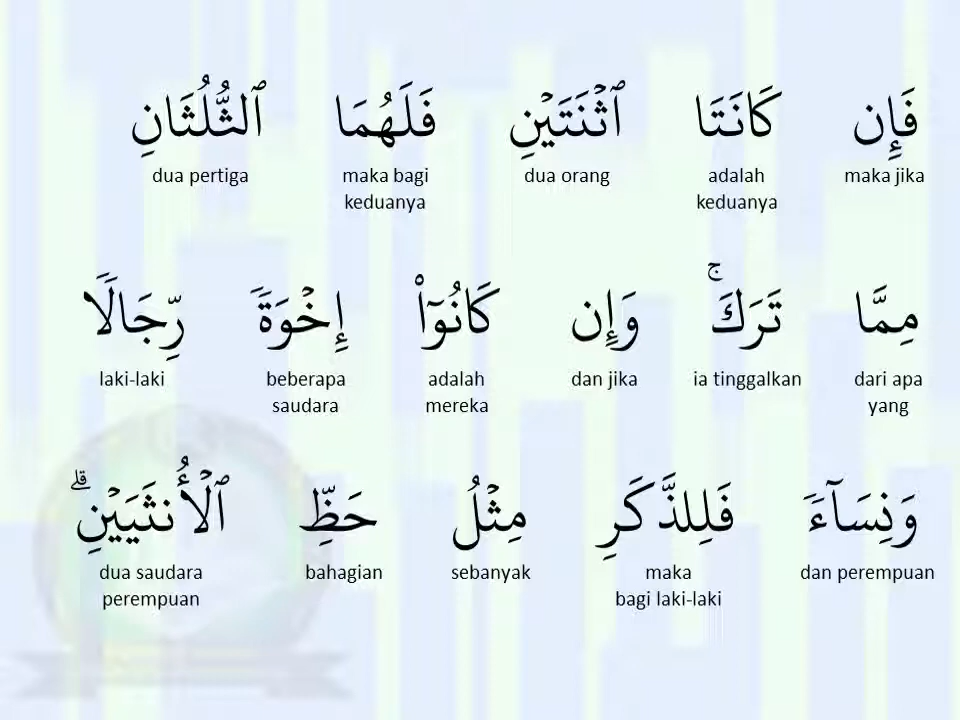 فَإِن كَانَتَا ٱثْنَتَيْنِ فَلَهُمَا ٱلثُّلُثَانِ
maka jika adalah keduanya dua orang maka bagi keduanya dua pertiga
مِمَّا تَرَكَ ۚ وَإِن كَانُوٓا۟ إِخْوَةً رِّجَالًا
dari apa yang ia tinggalkan dan jika adalah mereka beberapa saudara laki-laki
وَنِسَآءً فَلِلذَّكَرِ مِثْلُ حَظِّ ٱلْأُنثَيَيْنِ ۗ
dan perempuan maka bagi laki-laki sebanyak bahagian dua saudara perempuan